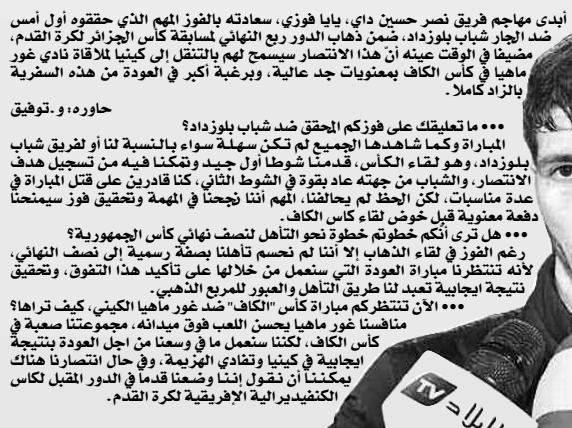 أبدى مهاجم فريق نصر حسين داي، يايا فوزي، سعادته بالفوز المهم الذي حققوه أول أمس
ضد الجار شباب بلوزداد، ضمن ذهاب الدور ربع النهائي لمسابقة كأس الجزائر لكرة القدم،
مضيفا في الوقت عينه أنّ هذا الانتصار سيسمح لهم بالتنقل إلى كينيا لملاقاة نادي غور
ماهيا في كأس الكاف بمعنويات جد عالية، وبرغبة أكبر في العودة من هذه السفرية
بالزاد كاملا.
حاوره: و.توفيق
••• ما تعليقك على فوزكم المحقق ضد شباب بلوزداد؟
المباراة وكما شاهدها الجميع لم تكن سهلة سواء بالنسبة لنا أو لفريق شباب
بلوزداد، وهو لقاء الكأس، قدمنا شوطا أول جيد وتمكنا فيه من تسجيل هدف
الانتصار، والشباب من جهته عاد بقوة في الشوط الثاني، كنا قادرين على قتل المباراة في
عدة مناسبات، لكن الحظ لم يحالفنا، المهم أننا نجحنا في المهمة وتحقيق فوز سيمنحنا
دفعة معنوية قبل خوض لقاء كاس الكاف.
••• هل ترى أنكم خطوتم خطوة نحو التأهل لنصف نهائي كأس الجمهورية؟
رغم الفوز في لقاء الذهاب إلا أننا لم نحسم تأهلنا بصفة رسمية إلى نصف النهائي،
لأنه تنتظرنا مباراة العودة التي سنعمل من خلالها على تأكيد هذا التفوق، وتحقيق
نتيجة ايجابية تعبد لنا طريق التأهل والعبور للمربع الذهبي.
••• الآن تنتظركم مباراة كأس "الكاف" ضد غور ماهيا الكيني، كيف تراها؟
منافسنا غور ماهيا يحسن اللعب فوق ميدانه، مجموعتنا صعبة في
كأس الكاف، لكننا سنعمل ما في وسعنا من اجل العودة بنتيجة
ايجابية في كينيا وتفادي الهزيمة، وفي حال انتصارنا هناك
يمكننا أن نقول إننا وضعنا قدما في الدور المقبل لكاس
الكنفيديرالية الإفريقية لكرة القدم.
TV
البلاد